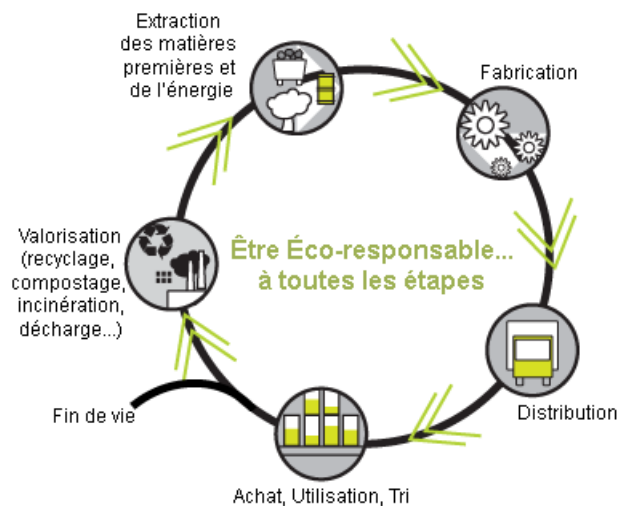 Extraction
des matières
premières et
de l'énergie
Fabrication
Être Éco-responsable...
à toutes les étapes
Valorisation
(recyclage,
compostage,
incinération,
décharge...)
Distribution
Fin de vie
Achat, Utilisation, Tri